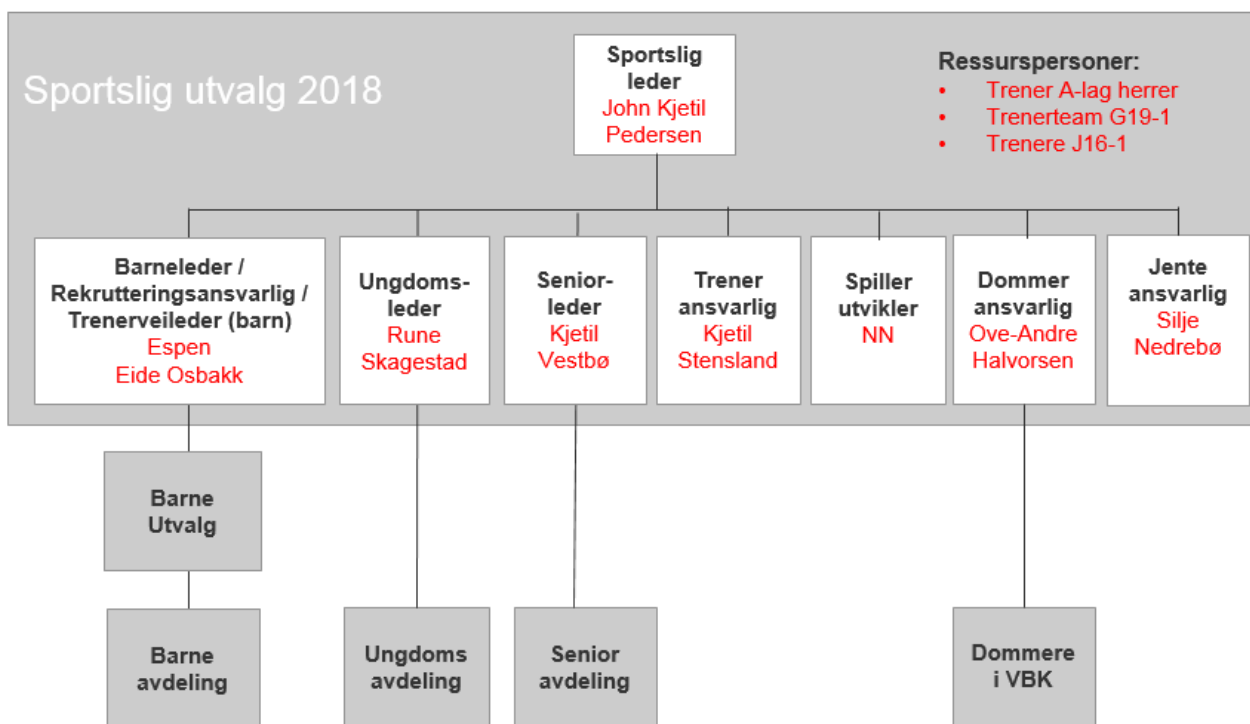 Sportslig utvalg 2018
Sportslig
leder
John Kjetil
Pedersen
Ressurspersoner:
• Trener A-lag herrer
• Trenerteam G19-1
• Trenere J16-1
Barneleder /
Rekrutteringsansvarlig /
Trenerveileder (barn)
Espen
Eide Osbakk
Ungdoms-
leder
Rune
Skagestad
Senior-
leder
Kjetil
Vestbø
Trener
ansvarlig
Kjetil
Stensland
Spiller
utvikler
NN
Dommer
ansvarlig
Ove-Andre
Halvorsen
Jente
ansvarlig
Silje
Nedrebø
Barne
Utvalg
Barne
avdeling
Ungdoms
avdeling
Senior
avdeling
Dommere
i VBK